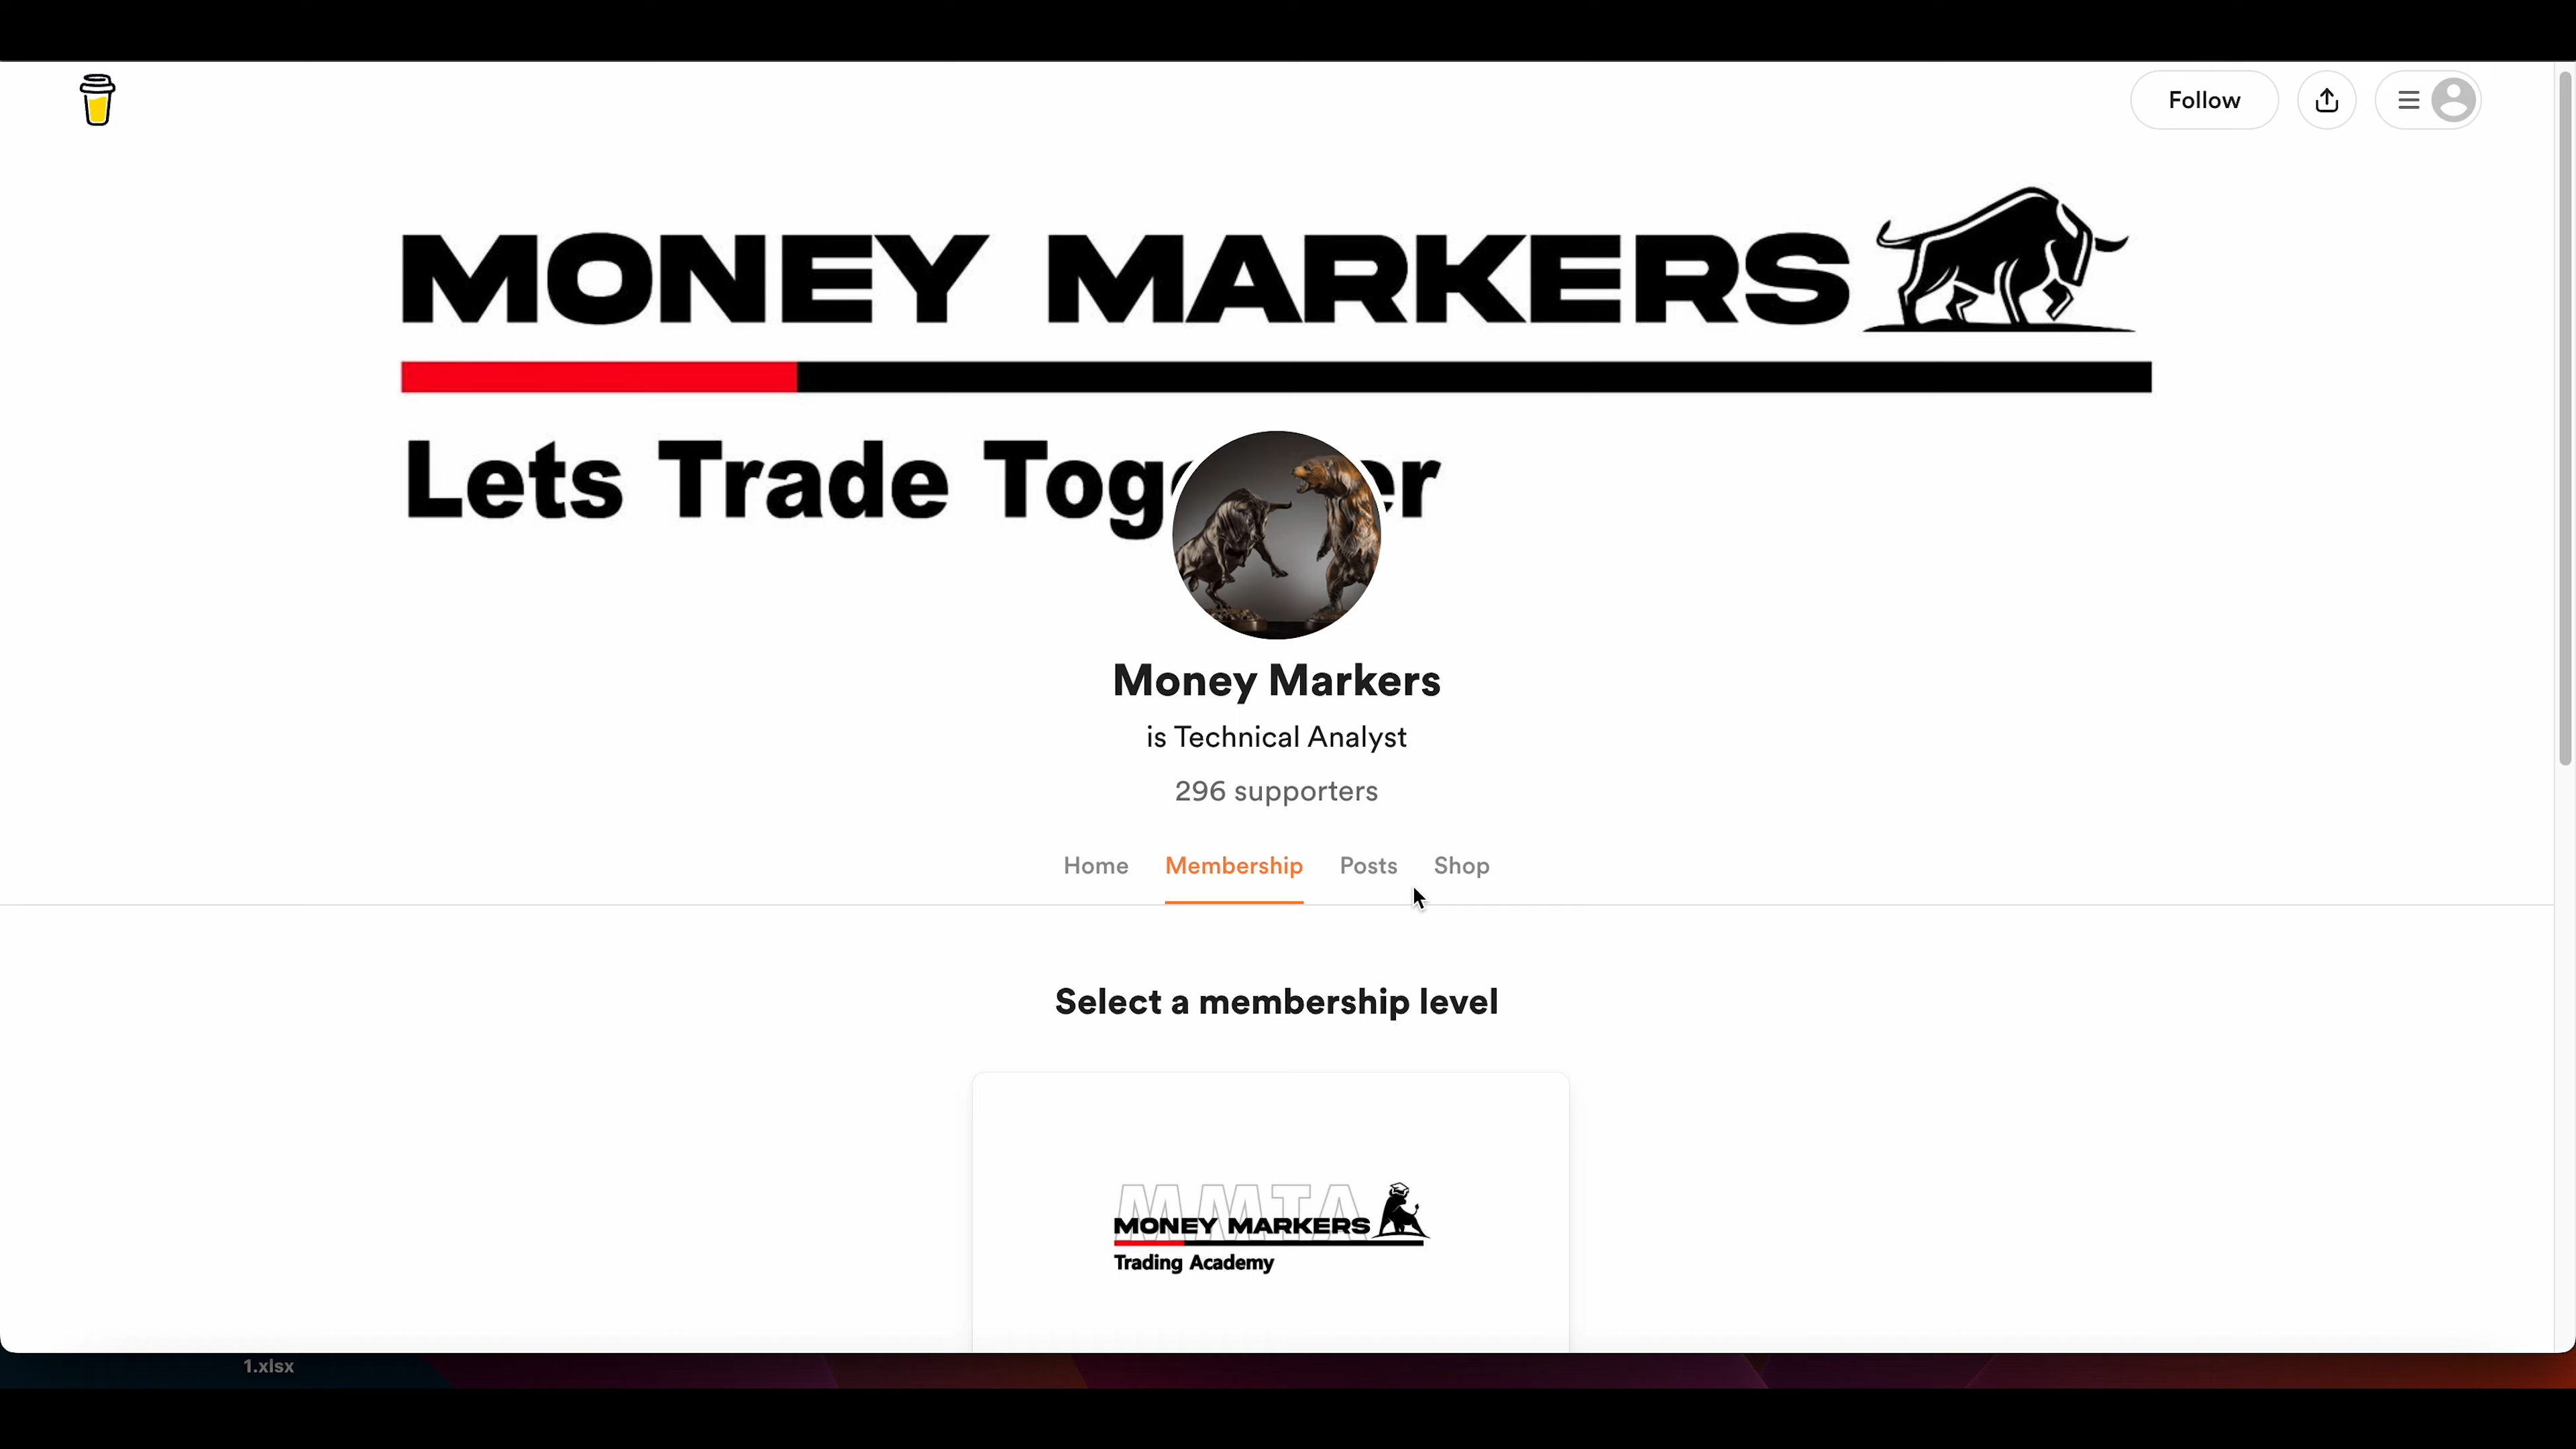 Follow
MONEY MARKERS
Lets Trade Tog er
Money Markers
is Technical Analyst
296 supporters
Home Membership Posts Shop
Select a membership level
MMTA
MONEY MARKERS
Trading Academy
1.xlsx